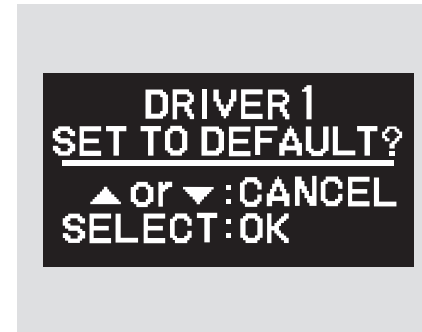 DRIVER 1
SET TO DEFAULT?
▲ or ▼ :CANCEL
SELECT:OK